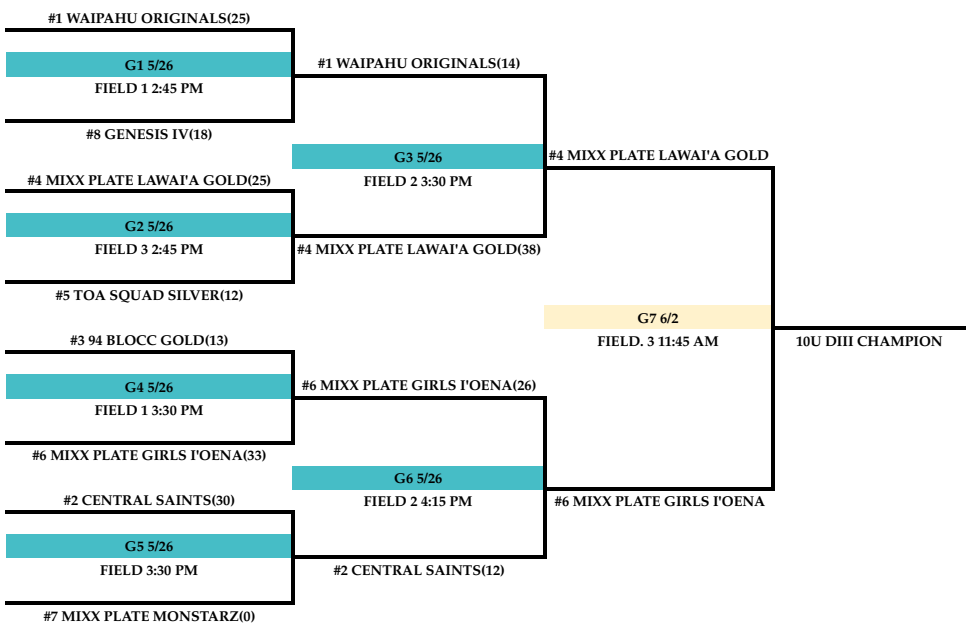 #1 WAIPAHU ORIGINALS(25)
G1 5/26
FIELD 1 2:45 PM
#8 GENESIS IV(18)
#1 WAIPAHU ORIGINALS(14)
G3 5/26
FIELD 2 3:30 PM
#4 MIXX PLATE LAWAI'A GOLD
#4 MIXX PLATE LAWAI'A GOLD(25)
G2 5/26
FIELD 3 2:45 PM
#4 MIXX PLATE LAWAI'A GOLD(38)
#5 TOA SQUAD SILVER(12)
G7 6/2
FIELD. 3 11:45 AM
10U DIII CHAMPION
#3 94 BLOCC GOLD(13)
G4 5/26
FIELD 1 3:30 PM
#6 MIXX PLATE GIRLS I'OENA(26)
#6 MIXX PLATE GIRLS I'OENA(33)
G6 5/26
FIELD 2 4:15 PM
#6 MIXX PLATE GIRLS I'OENA
#2 CENTRAL SAINTS(30)
G5 5/26
FIELD 3:30 PM
#2 CENTRAL SAINTS(12)
#7 MIXX PLATE MONSTARZ(0)